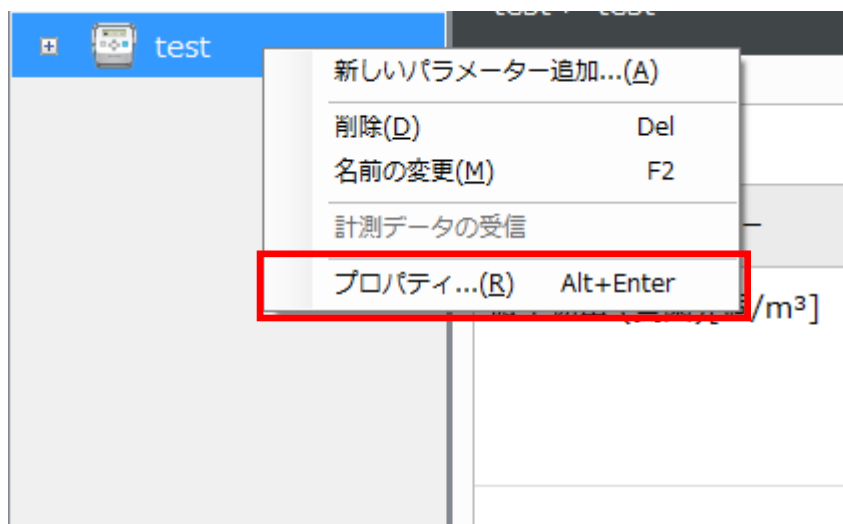 test
新しいパラメーター追加...(A)
削除(D) Del
名前の変更(M) F2
計測データの受信
プロパティ...(R) Alt+Enter
/m³]